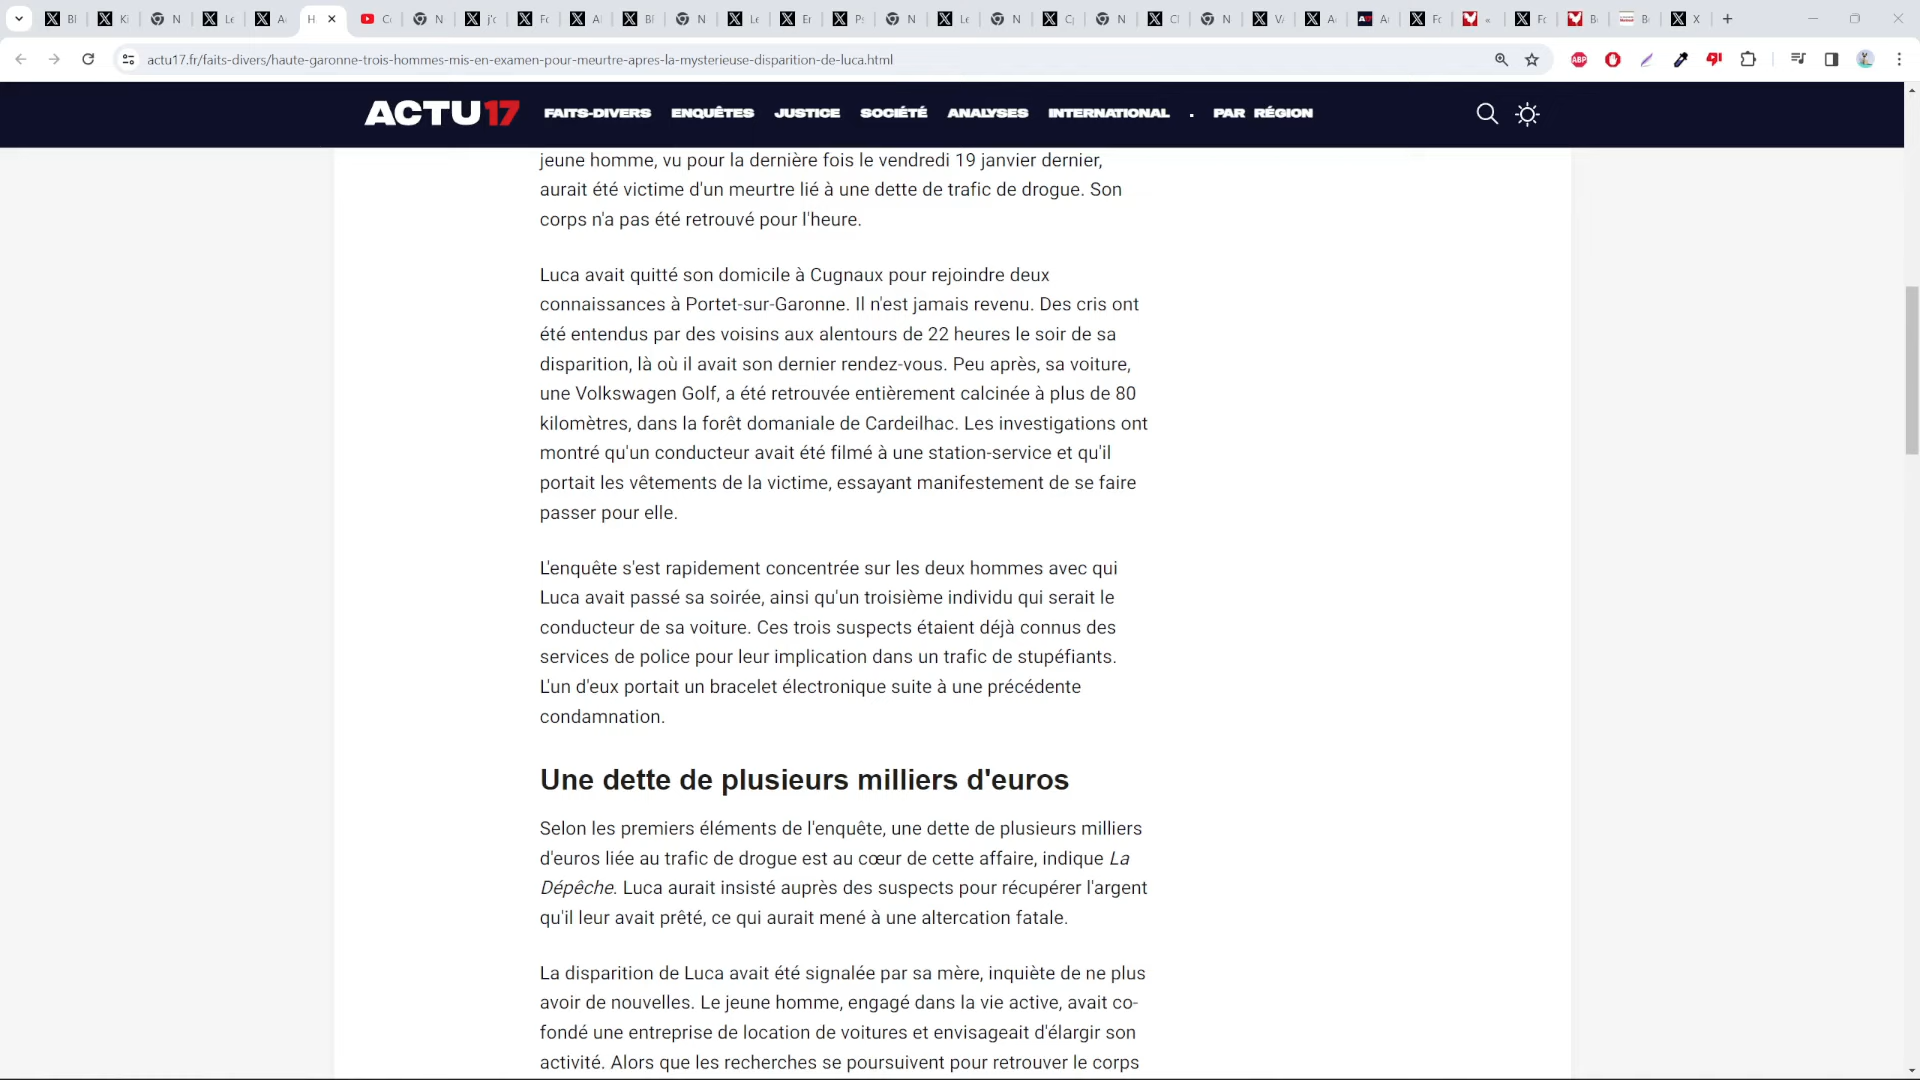 Bl
Ki
N
Le
A
H
C
N
j'c
Fc
A
Bl
N
Le
Er
Ps
N
Le
N
Cj
N
Cl
N
V
A
A
Fc
«
Fc
B
B
X
actu17.fr/faits-divers/haute-garonne-trois-hommes-mis-en-examen-pour-meurtre-apres-la-mysterieuse-disparition-de-luca.html
ABP
ACTU17
FAITS-DIVERS ENQUÊTES JUSTICE SOCIÉTÉ ANALYSES INTERNATIONAL . PAR RÉGION
jeune homme, vu pour la dernière fois le vendredi 19 janvier dernier,
aurait été victime d'un meurtre lié à une dette de trafic de drogue. Son
corps n'a pas été retrouvé pour l'heure.
Luca avait quitté son domicile à Cugnaux pour rejoindre deux
connaissances à Portet-sur-Garonne. Il n'est jamais revenu. Des cris ont
été entendus par des voisins aux alentours de 22 heures le soir de sa
disparition, là où il avait son dernier rendez-vous. Peu après, sa voiture,
une Volkswagen Golf, a été retrouvée entièrement calcinée à plus de 80
kilomètres, dans la forêt domaniale de Cardeilhac. Les investigations ont
montré qu'un conducteur avait été filmé à une station-service et qu'il
portait les vêtements de la victime, essayant manifestement de se faire
passer pour elle.
L'enquête s'est rapidement concentrée sur les deux hommes avec qui
Luca avait passé sa soirée, ainsi qu'un troisième individu qui serait le
conducteur de sa voiture. Ces trois suspects étaient déjà connus des
services de police pour leur implication dans un trafic de stupéfiants.
L'un d'eux portait un bracelet électronique suite à une précédente
condamnation.
Une dette de plusieurs milliers d'euros
Selon les premiers éléments de l'enquête, une dette de plusieurs milliers
d'euros liée au trafic de drogue est au cœur de cette affaire, indique La
Dépêche. Luca aurait insisté auprès des suspects pour récupérer l'argent
qu'il leur avait prêté, ce qui aurait mené à une altercation fatale.
La disparition de Luca avait été signalée par sa mère, inquiète de ne plus
avoir de nouvelles. Le jeune homme, engagé dans la vie active, avait co-
fondé une entreprise de location de voitures et envisageait d'élargir son
activité. Alors que les recherches se poursuivent pour retrouver le corps